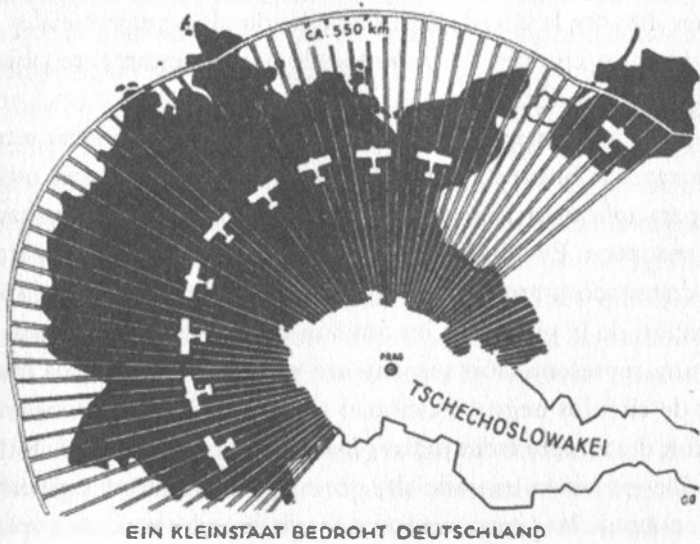 CA. 550 km
PRAG
TSCHECHOSLOWAKEI
EIN KLEINSTAAT BEDROHT DEUTSCHLAND